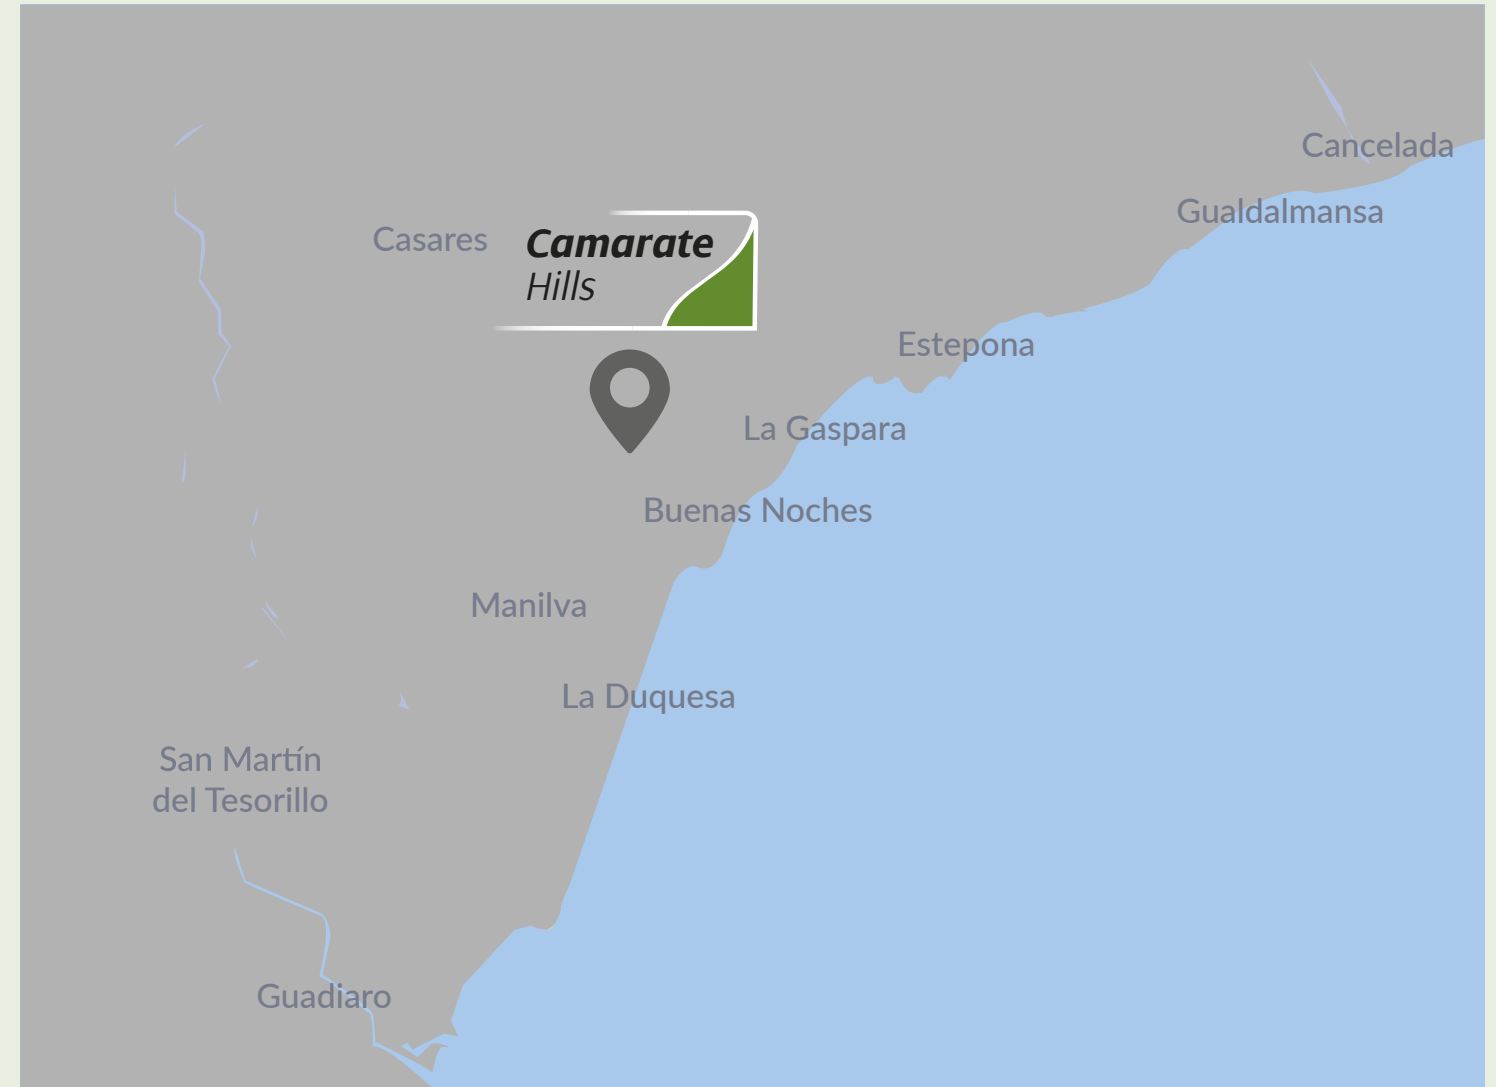 Cancelada
Gualdalmansa
Casares
Camarate
Hills
Estepona
La Gaspara
Buenas Noches
Manilva
La Duquesa
San Martín
del Tesorillo
Guadiaro